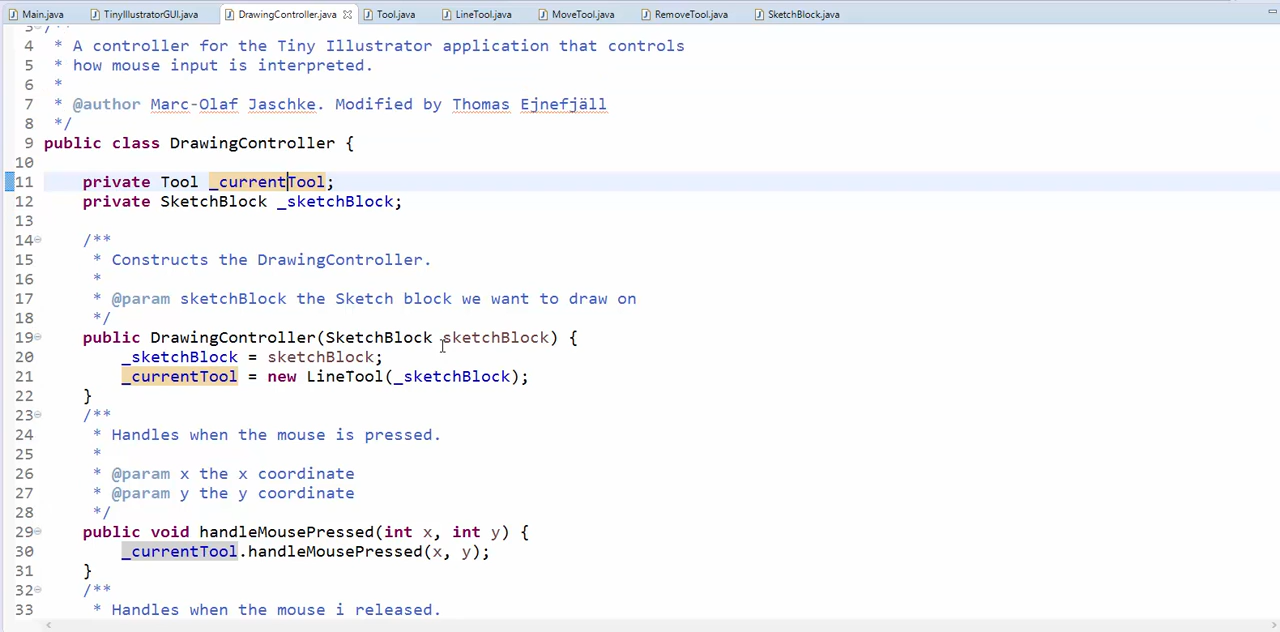 Main.java TinyIllustratorGUI.java DrawingController.java Tool.java LineTool.java MoveTool.java RemoveTool.java SketchBlock.java
3 /**
4 * A controller for the Tiny Illustrator application that controls
5 * how mouse input is interpreted.
6 *
7 * @author Marc-Olaf Jaschke. Modified by Thomas Ejnefjäll
8 */
9 public class DrawingController {
10
11 private Tool _currentTool;
12 private SketchBlock _sketchBlock;
13
14 /**
15 * Constructs the DrawingController.
16 *
17 * @param sketchBlock the Sketch block we want to draw on
18 */
19 public DrawingController(SketchBlock sketchBlock) {
20 _sketchBlock = sketchBlock;
21 _currentTool = new LineTool(_sketchBlock);
22 }
23 /**
24 * Handles when the mouse is pressed.
25 *
26 * @param x the x coordinate
27 * @param y the y coordinate
28 */
29 public void handleMousePressed(int x, int y) {
30 _currentTool.handleMousePressed(x, y);
31 }
32 /**
33 * Handles when the mouse i released.